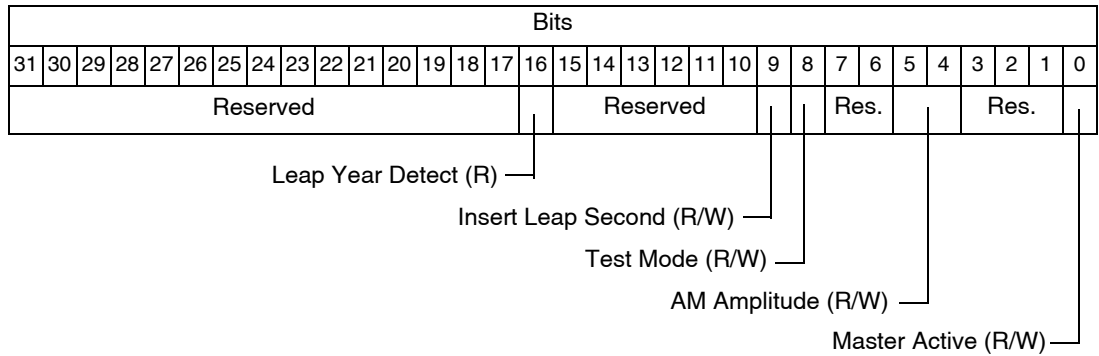 Bits
31 30 29 28 27 26 25 24 23 22 21 20 19 18 17 16 15 14 13 12 11 10 9 8 7 6 5 4 3 2 1 0
Reserved Reserved Res. Res.
Leap Year Detect (R)
Insert Leap Second (R/W)
Test Mode (R/W)
AM Amplitude (R/W)
Master Active (R/W)